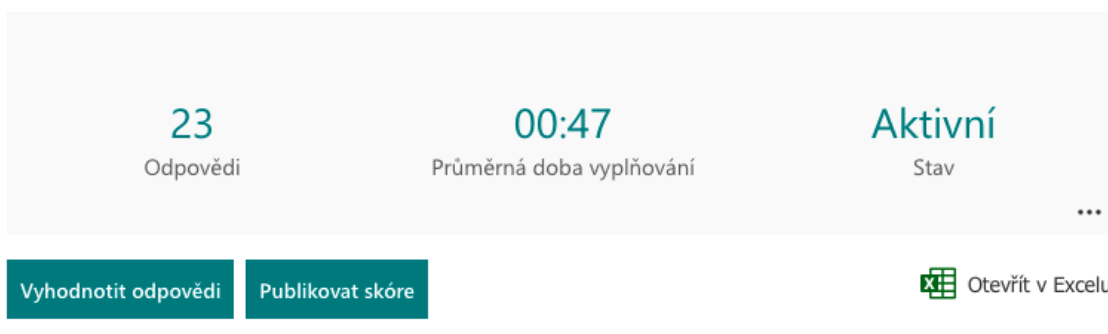 23
Odpovědi
00:47
Průměrná doba vyplňování
Aktivní
Stav
...
Vyhodnotit odpovědi
Publikovat skóre
Otevřít v Excelu